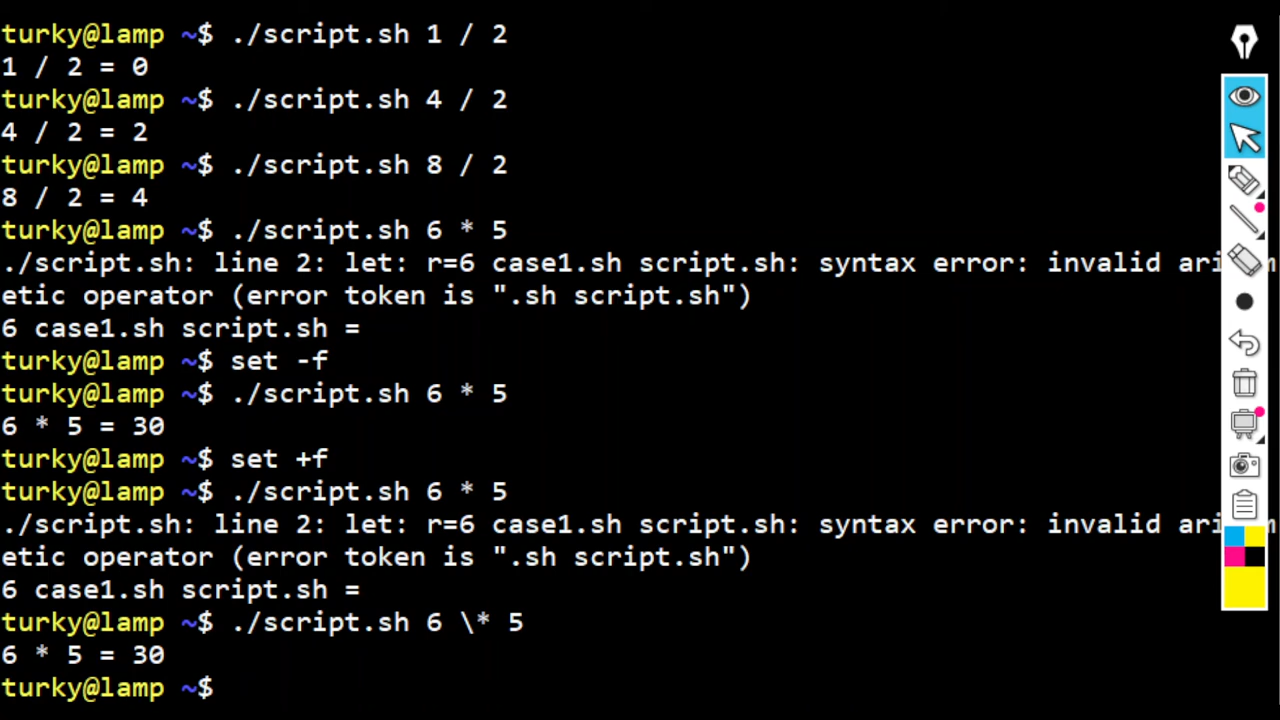 turky@lamp ~$ ./script.sh 1 / 2
1 / 2 = 0
turky@lamp ~$ ./script.sh 4 / 2
4 / 2 = 2
turky@lamp ~$ ./script.sh 8 / 2
8 / 2 = 4
turky@lamp ~$ ./script.sh 6 * 5
./script.sh: line 2: let: r=6 case1.sh script.sh: syntax error: invalid
etic operator (error token is ".sh script.sh")
6 case1.sh script.sh =
turky@lamp ~$ set -f
turky@lamp ~$ ./script.sh 6 * 5
6 * 5 = 30
turky@lamp ~$ set +f
turky@lamp ~$ ./script.sh 6 * 5
./script.sh: line 2: let: r=6 case1.sh script.sh: syntax error: invalid
etic operator (error token is ".sh script.sh")
6 case1.sh script.sh =
turky@lamp ~$ ./script.sh 6 \* 5
6 * 5 = 30
turky@lamp ~$